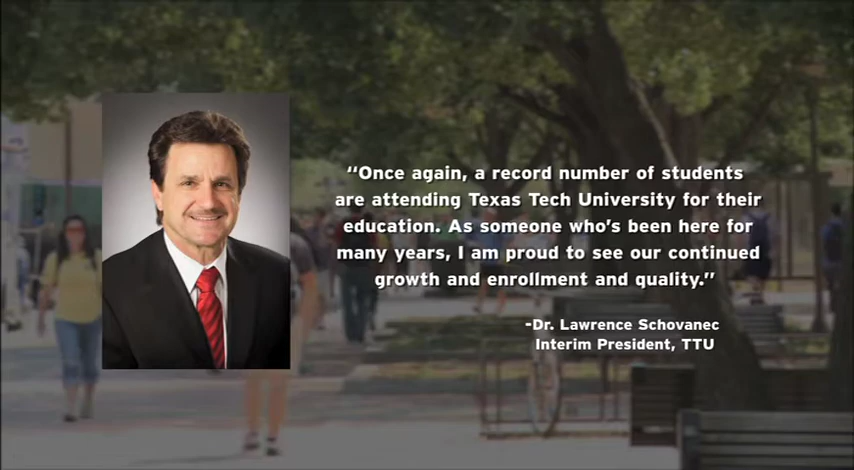 “Once again, a record number of students
are attending Texas Tech University for their
education. As someone who’s been here for
many years, I am proud to see our continued
growth and enrollment and quality.”
-Dr. Lawrence Schovanec
Interim President, TTU